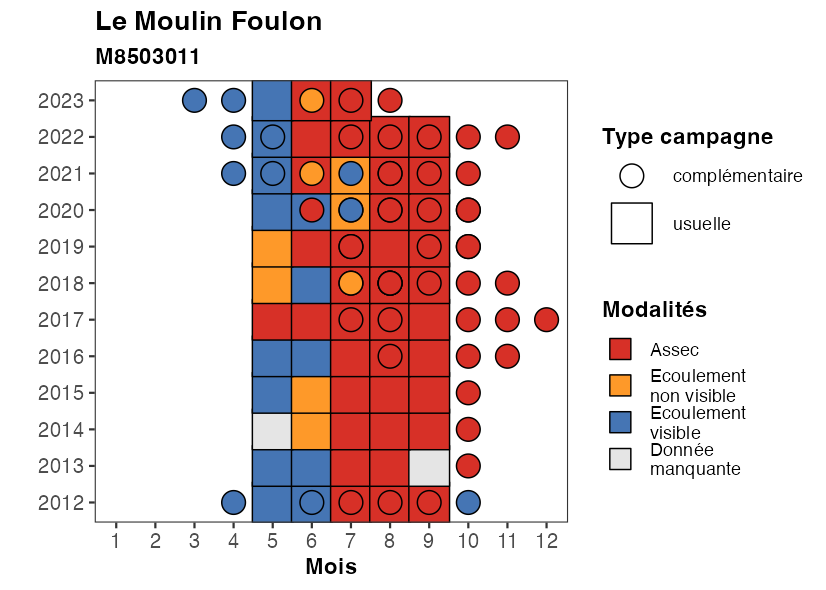 Le Moulin Foulon
M8503011
2023
2022
2021
2020
2019
2018
2017
2016
2015
2014
2013
2012
1 2 3 4 5 6 7 8 9 10 11 12
Mois
Type campagne
complémentaire
usuelle
Modalités
Assec
Ecoulement
non visible
Ecoulement
visible
Donnée
manquante